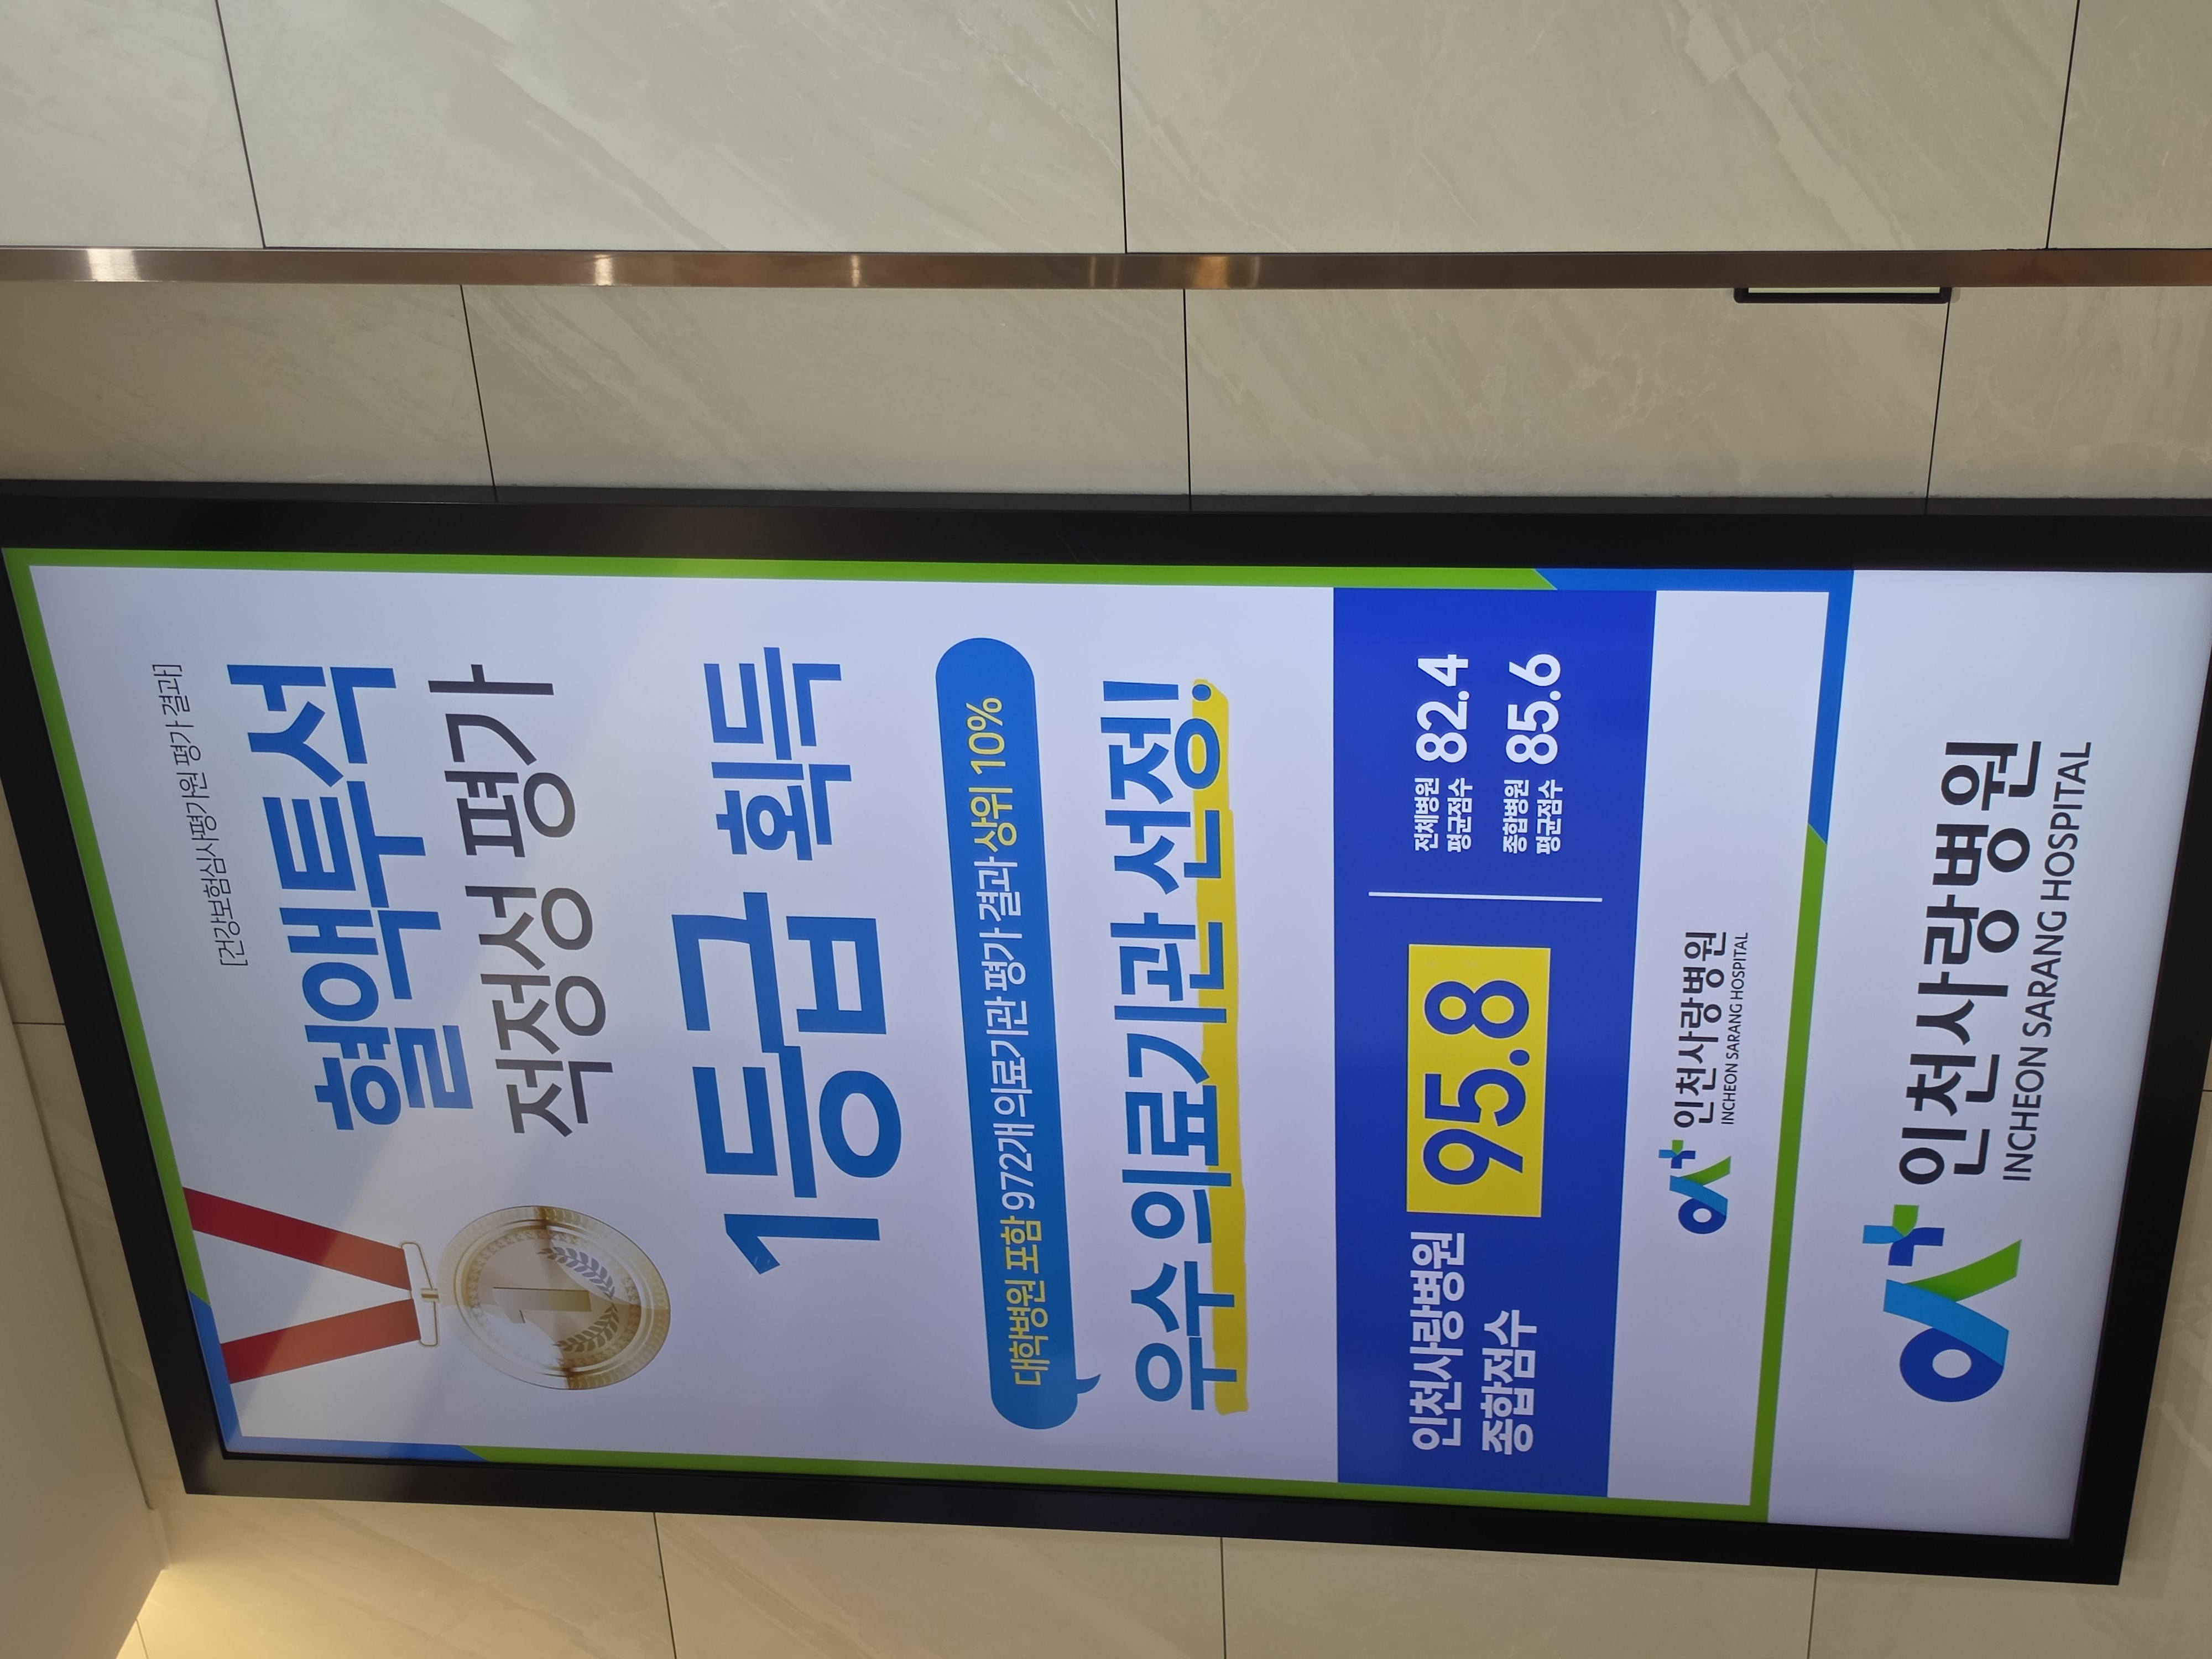 [건강보험심사평가원 평가 결과]
혈액투석
적정성 평가
1등급 획득
대학병원 포함 972개 의료기관 평가 결과 상위 10%
우수 의료기관 선정!
인천사랑병원
종합점수
95.8
전체병원
평균점수
82.4
종합병원
평균점수
85.6
인천사랑병원
INCHEON SARANG HOSPITAL
인천사랑병원
INCHEON SARANG HOSPITAL
1